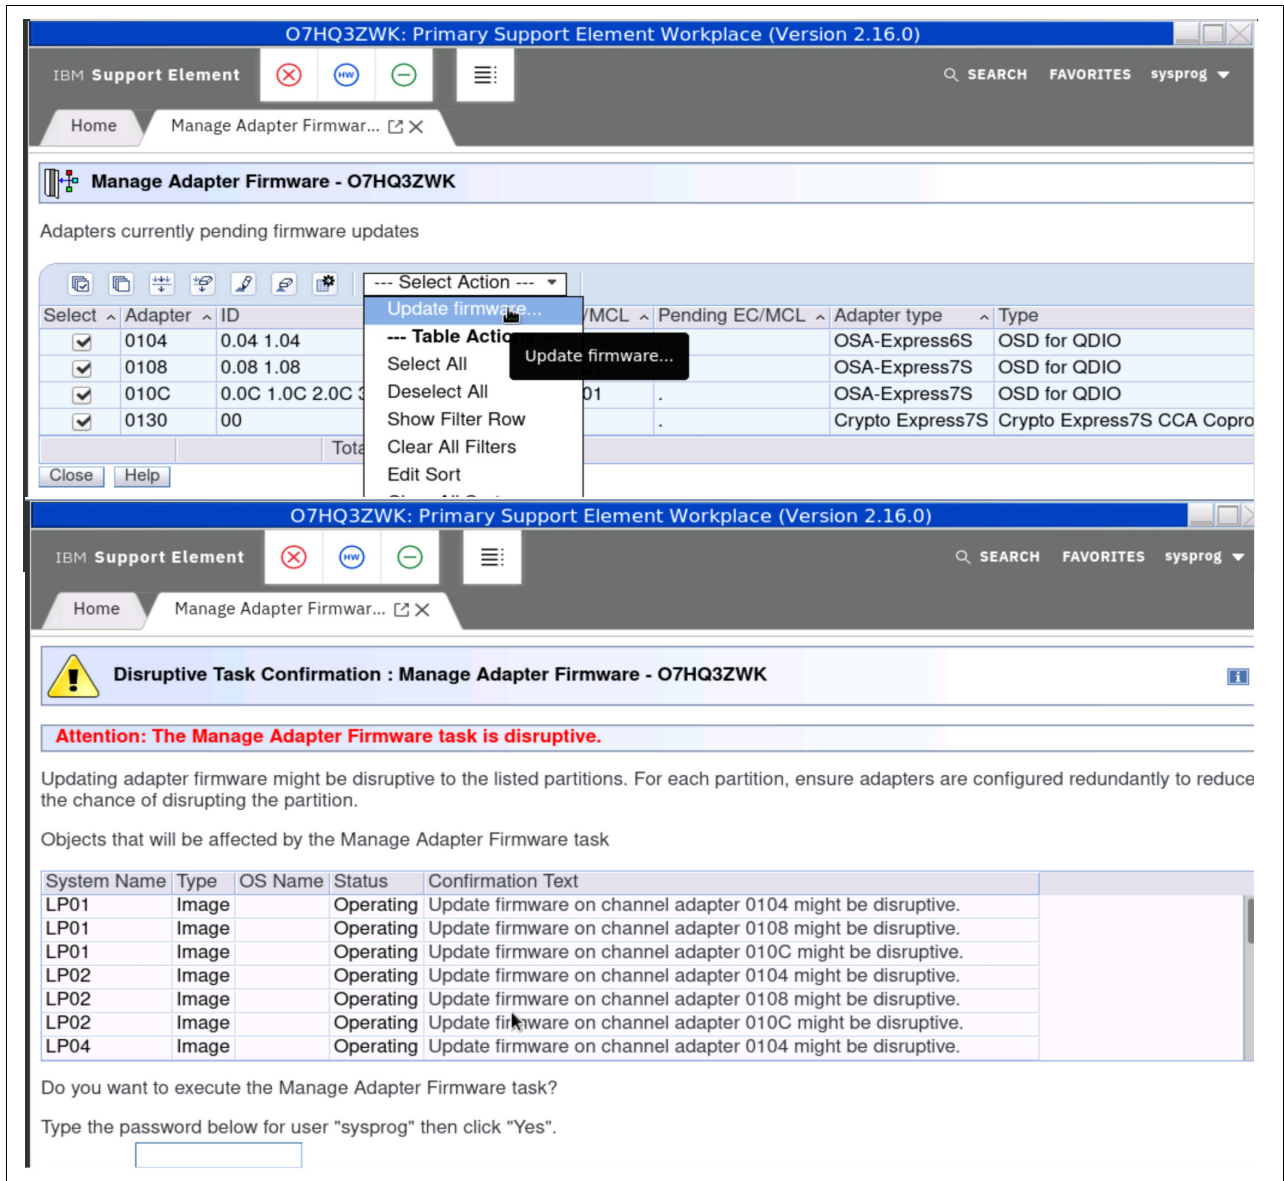 O7HQ3ZWK: Primary Support Element Workplace (Version 2.16.0)
IBM Support Element HW SEARCH FAVORITES sysprog
Home Manage Adapter Firmwar...
Manage Adapter Firmware - O7HQ3ZWK
Adapters currently pending firmware updates
--- Select Action ---
Select Adapter ID /MCL Pending EC/MCL Adapter type Type
Update firmware...
--- Table Actio
Update firmware...
Select All
Deselect All
Show Filter Row
Clear All Filters
Edit Sort
0104 0.04 1.04 . OSA-Express6S OSD for QDIO
0108 0.08 1.08 OSA-Express7S OSD for QDIO
010C 0.0C 1.0C 2.0C 01 . OSA-Express7S OSD for QDIO
0130 00 . Crypto Express7S Crypto Express7S CCA Copro
Tota
Close Help
O7HQ3ZWK: Primary Support Element Workplace (Version 2.16.0)
IBM Support Element HW SEARCH FAVORITES sysprog
Home Manage Adapter Firmwar...
Disruptive Task Confirmation : Manage Adapter Firmware - O7HQ3ZWK
Attention: The Manage Adapter Firmware task is disruptive.
Updating adapter firmware might be disruptive to the listed partitions. For each partition, ensure adapters are configured redundantly to reduce
the chance of disrupting the partition.
Objects that will be affected by the Manage Adapter Firmware task
System Name Type OS Name Status Confirmation Text
LP01 Image Operating Update firmware on channel adapter 0104 might be disruptive.
LP01 Image Operating Update firmware on channel adapter 0108 might be disruptive.
LP01 Image Operating Update firmware on channel adapter 010C might be disruptive.
LP02 Image Operating Update firmware on channel adapter 0104 might be disruptive.
LP02 Image Operating Update firmware on channel adapter 0108 might be disruptive.
LP02 Image Operating Update firmware on channel adapter 010C might be disruptive.
LP04 Image Operating Update firmware on channel adapter 0104 might be disruptive.
Do you want to execute the Manage Adapter Firmware task?
Type the password below for user "sysprog" then click "Yes".